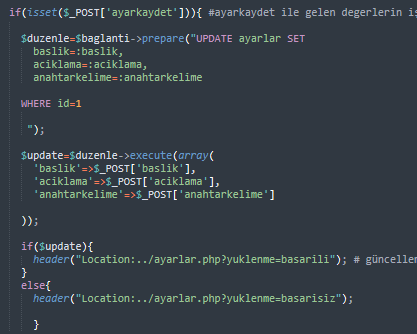 if(isset($_POST['ayarkaydet'])){ #ayarkaydet ile gelen degerlerin
$duzenle=$baglanti->prepare("UPDATE ayarlar SET
baslik=:baslik,
aciklama=:aciklama,
anahtarkelime=:anahtarkelime
WHERE id=1
");
$update=$duzenle->execute(array(
'baslik'=>$_POST['baslik'],
'aciklama'=>$_POST['aciklama'],
'anahtarkelime'=>$_POST['anahtarkelime']
));
if($update){
header("Location:../ayarlar.php?yuklenme=basarili"); #
}
else{
header("Location:../ayarlar.php?yuklenme=basarisiz");
}